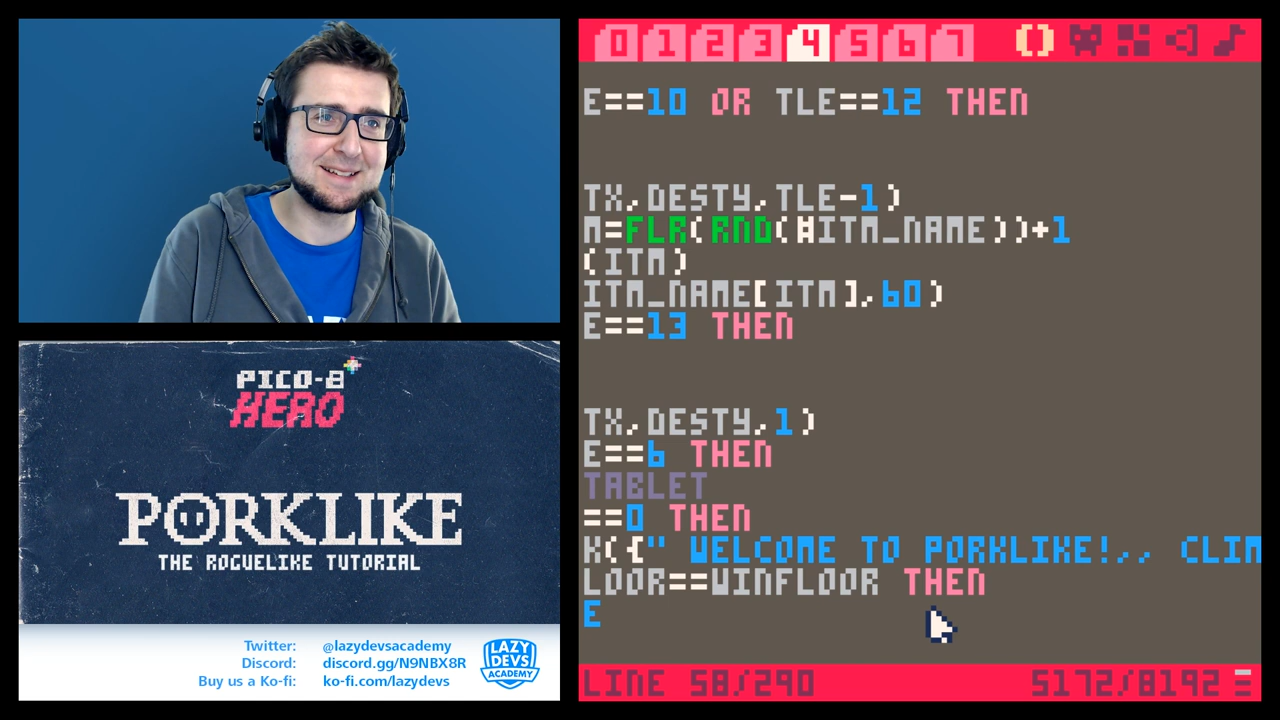 PICO-8
HERO
PORKLIKE
THE ROGUELIKE TUTORIAL
Twitter: @lazydevsacademy
Discord: discord.gg/N9NBX8R
Buy us a Ko-fi: ko-fi.com/lazydevs
LAZY
DEVS
ACADEMY
0 1 2 3 4 5 6 7
E==10 OR TLE==12 THEN
TX,DESTY,TLE-1)
M=FLR(RND(#ITM_NAME))+1
(ITM)
ITM_NAME[ITM],60)
E==13 THEN
TX,DESTY,1)
E==6 THEN
TABLET
==0 THEN
K({" WELCOME TO PORKLIKE!,, CLIM
LOOR==WINFLOOR THEN
E
LINE 58/290 5172/8192